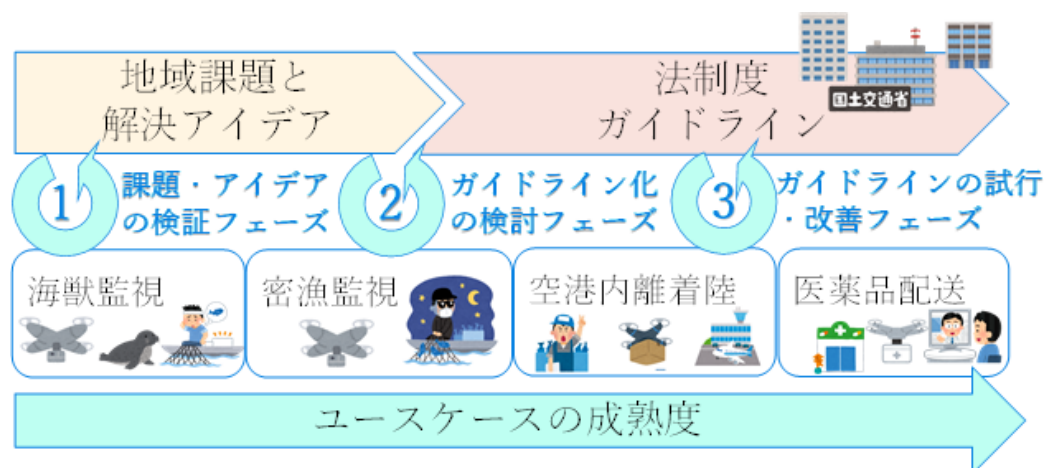 地域課題と
解決アイデア
法制度
ガイドライン
国土交通省
1
課題・アイデア
の検証フェーズ
2
ガイドライン化
の検討フェーズ
3
ガイドラインの試行
・改善フェーズ
海獣監視
密漁監視
空港内離着陸
医薬品配送
ユースケースの成熟度